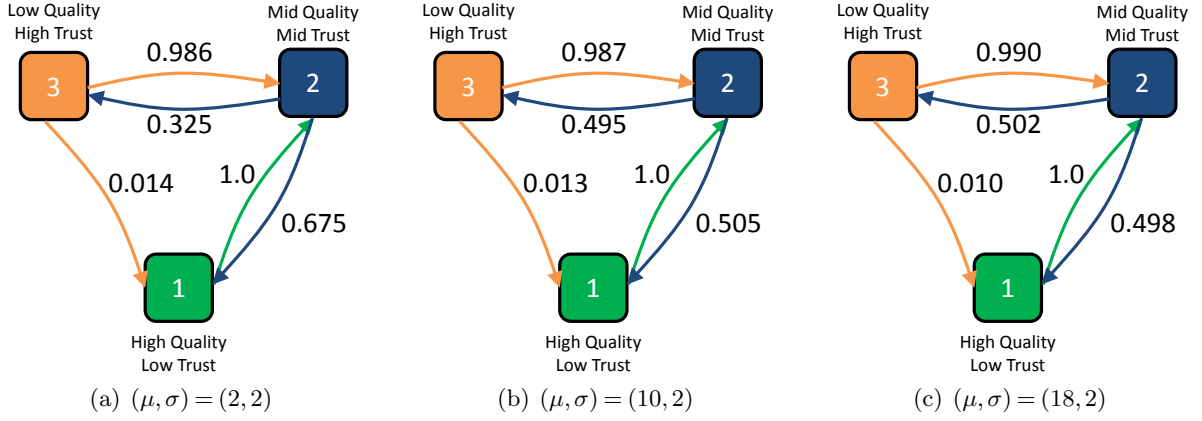 Low Quality
High Trust
Mid Quality
Mid Trust
0.986
3
2
0.325
0.014
1.0
0.675
1
High Quality
Low Trust
(a) (μ, σ) = (2, 2)
Low Quality
High Trust
Mid Quality
Mid Trust
0.987
3
2
0.495
0.013
1.0
0.505
1
High Quality
Low Trust
(b) (μ, σ) = (10, 2)
Low Quality
High Trust
Mid Quality
Mid Trust
0.990
3
2
0.502
0.010
1.0
0.498
1
High Quality
Low Trust
(c) (μ, σ) = (18, 2)